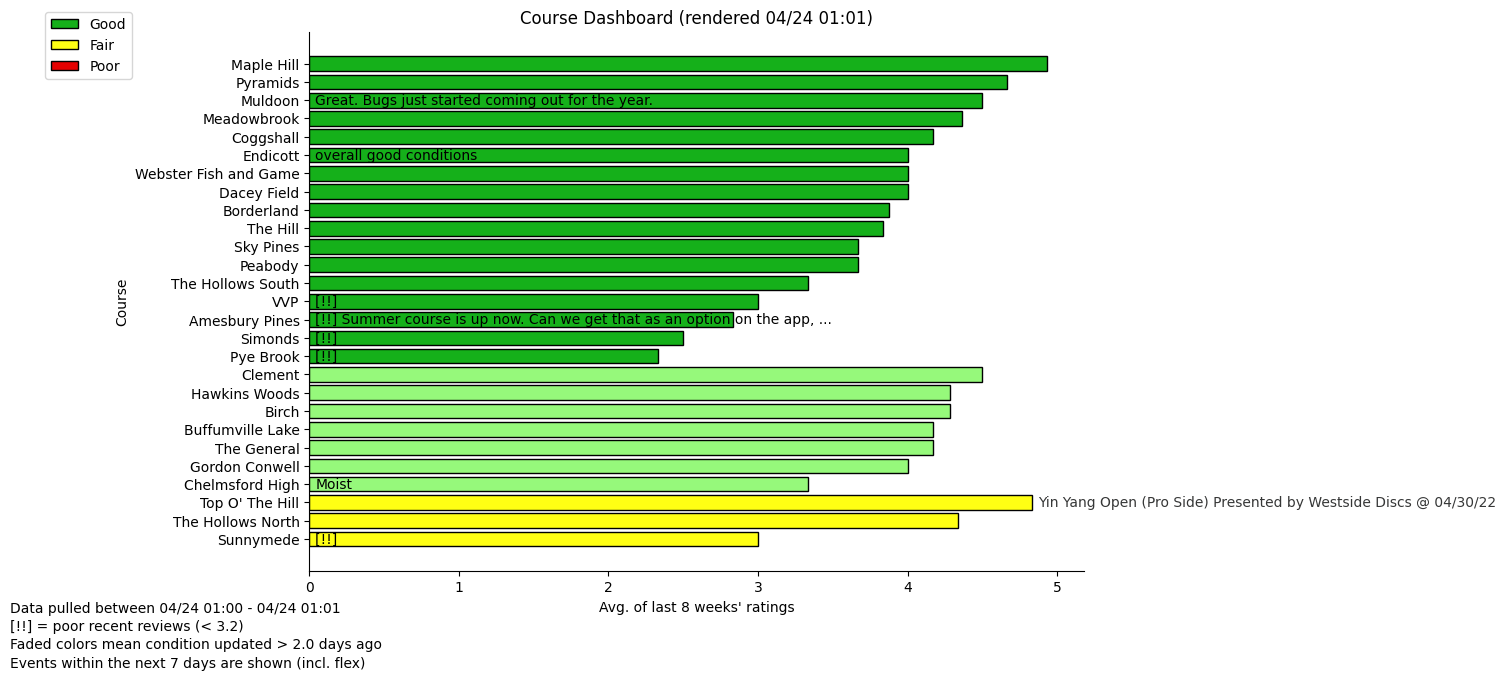 Course Dashboard (rendered 04/24 01:01)
Good
Fair
Poor
Course
Maple Hill
Pyramids
Muldoon Great. Bugs just started coming out for the year.
Meadowbrook
Coggshall
Endicott overall good conditions
Webster Fish and Game
Dacey Field
Borderland
The Hill
Sky Pines
Peabody
The Hollows South
VVP [!!]
Amesbury Pines [!!] Summer course is up now. Can we get that as an option on the app, ...
Simonds [!!]
Pye Brook [!!]
Clement
Hawkins Woods
Birch
Buffumville Lake
The General
Gordon Conwell
Chelmsford High Moist
Top O' The Hill Yin Yang Open (Pro Side) Presented by Westside Discs @ 04/30/22
The Hollows North
Sunnymede [!!]
0 1 2 3 4 5
Avg. of last 8 weeks' ratings
Data pulled between 04/24 01:00 - 04/24 01:01
[!!] = poor recent reviews (< 3.2)
Faded colors mean condition updated > 2.0 days ago
Events within the next 7 days are shown (incl. flex)